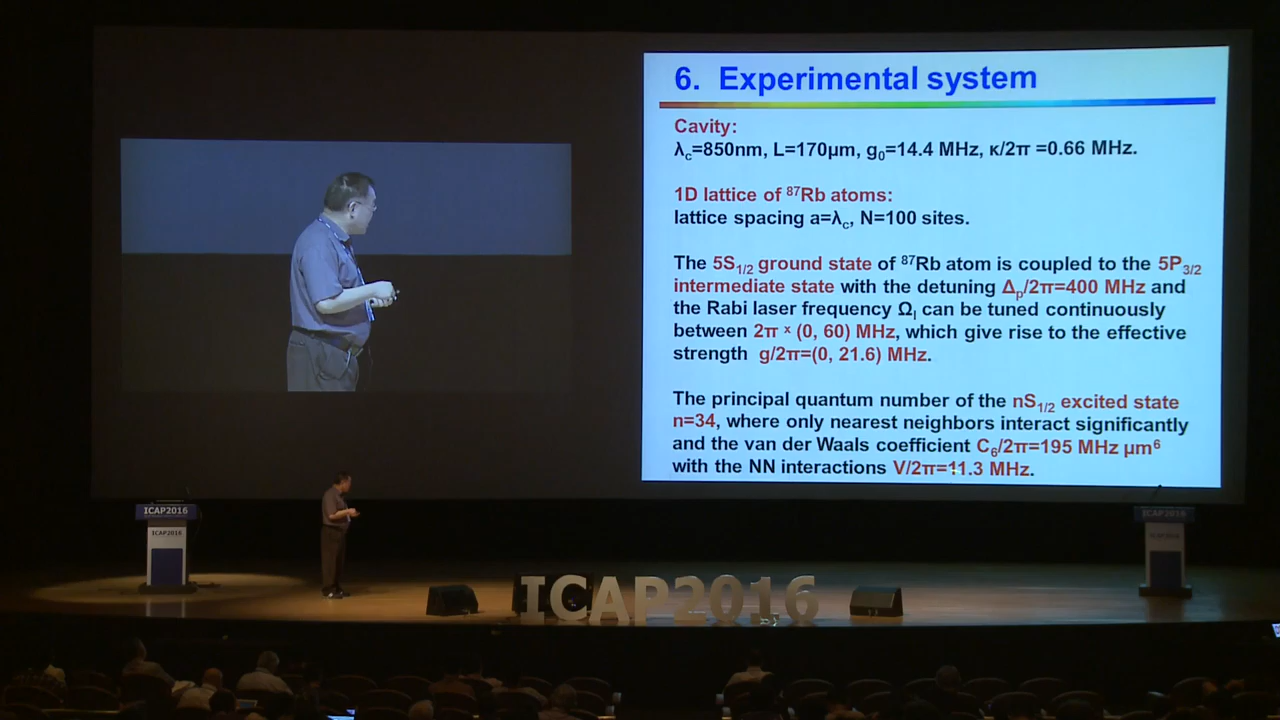 6. Experimental system
Cavity:
λc=850nm, L=170μm, g0=14.4 MHz, κ/2π =0.66 MHz.
1D lattice of ⁸⁷Rb atoms:
lattice spacing a=λc, N=100 sites.
The 5S1/2 ground state of ⁸⁷Rb atom is coupled to the 5P3/2
intermediate state with the detuning Δp/2π=400 MHz and
the Rabi laser frequency Ωl can be tuned continuously
between 2π ˣ (0, 60) MHz, which give rise to the effective
strength g/2π=(0, 21.6) MHz.
The principal quantum number of the nS1/2 excited state
n=34, where only nearest neighbors interact significantly
and the van der Waals coefficient C6/2π=195 MHz μm⁶
with the NN interactions V/2π=11.3 MHz.
ICAP2016
ICAP2016
ICAP2016
ICAP2016
ICAP2016